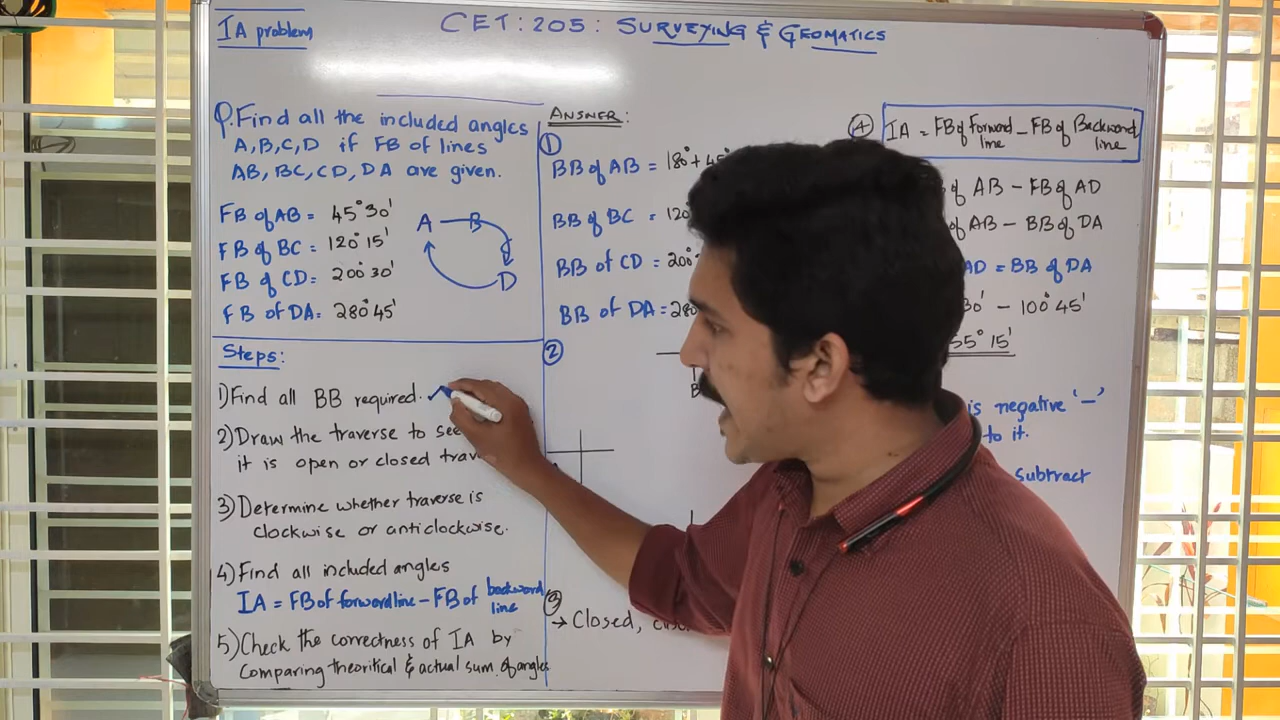 IA problem
CET: 205: SURVEYING & GEOMATICS
Q. Find all the included angles
A, B, C, D if FB of lines
AB, BC, CD, DA are given.
FB of AB = 45°30'
FB of BC = 120°15'
FB of CD = 200°30'
FB of DA = 280°45'
A B
D
Steps:
1) Find all BB required.
2) Draw the traverse to see
it is open or closed trav
3) Determine whether traverse is
clockwise or anticlockwise.
4) Find all included angles
IA = FB of forward line - FB of backward
line
5) Check the correctness of IA by
Comparing theoritical & actual sum of angles
ANSWER:
①
BB of AB = 180° + 45°
BB of BC = 120
BB of CD = 200°
BB of DA = 280
②
B
③
→ Closed,
④ IA = FB of Forward line - FB of Backward line
of AB - FB of AD
of AB - BB of DA
AD = BB of DA
30' - 100°45'
55°15'
is negative '-'
to it.
subtract